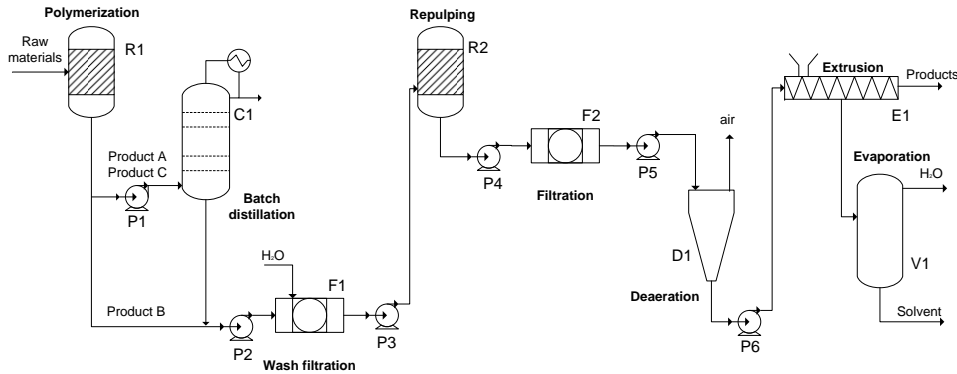 Polymerization
Raw
materials
R1
C1
Product A
Product C
P1
Batch
distillation
H₂O
F1
Product B
P2
P3
Wash filtration
Repulping
R2
P4
F2
Filtration
P5
air
D1
Deaeration
P6
Extrusion
Products
E1
Evaporation
H₂O
V1
Solvent